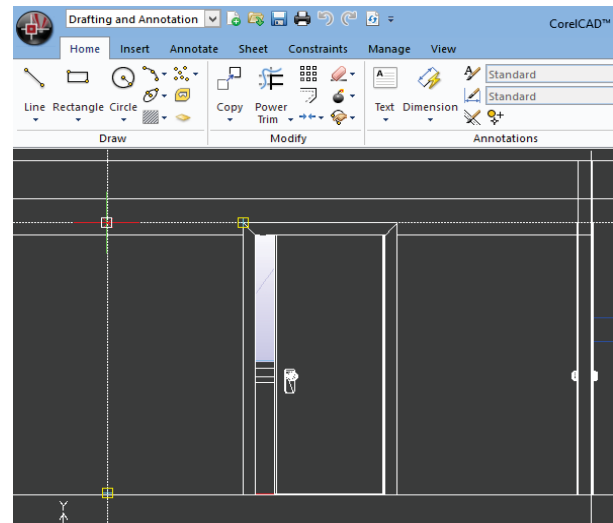 Drafting and Annotation
CorelCAD™
Home Insert Annotate Sheet Constraints Manage View
Standard
Standard
Line Rectangle Circle Copy Power Trim Text Dimension
Draw Modify Annotations
A
Y